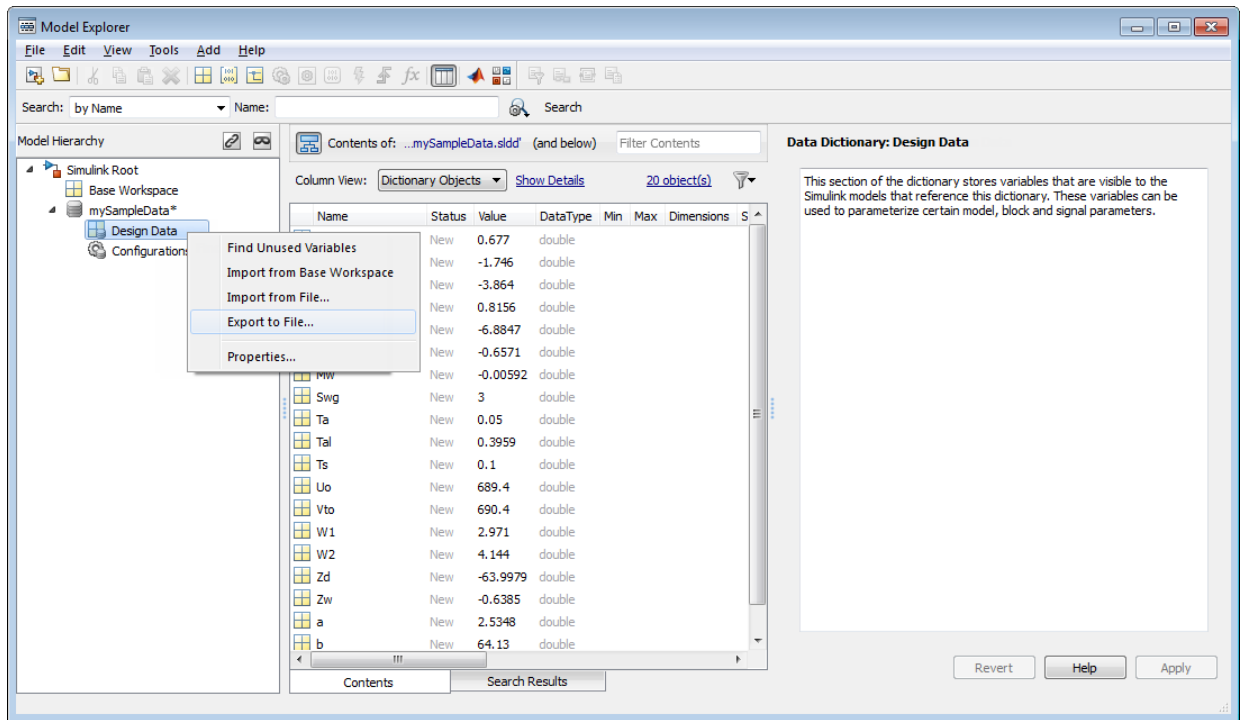 Model Explorer
File Edit View Tools Add Help
Search: by Name Name: Search
Model Hierarchy
Simulink Root
Base Workspace
mySampleData*
Design Data
Configurations
Find Unused Variables
Import from Base Workspace
Import from File...
Export to File...
Properties...
Contents of: ...mySampleData.sldd' (and below) Filter Contents
Column View: Dictionary Objects Show Details 20 object(s)
Name Status Value DataType Min Max Dimensions S
New 0.677 double
New -1.746 double
New -3.864 double
New 0.8156 double
New -6.8847 double
New -0.6571 double
Mw New -0.00592 double
Swg New 3 double
Ta New 0.05 double
Tal New 0.3959 double
Ts New 0.1 double
Uo New 689.4 double
Vto New 690.4 double
W1 New 2.971 double
W2 New 4.144 double
Zd New -63.9979 double
Zw New -0.6385 double
a New 2.5348 double
b New 64.13 double
Contents Search Results
Data Dictionary: Design Data
This section of the dictionary stores variables that are visible to the
Simulink models that reference this dictionary. These variables can be
used to parameterize certain model, block and signal parameters.
Revert Help Apply